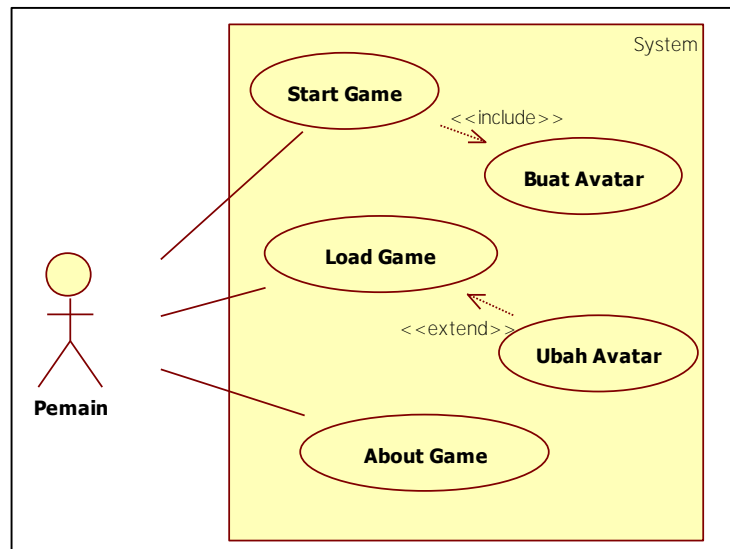 System
Start Game
<<include>>
Buat Avatar
Load Game
<<extend>>
Ubah Avatar
Pemain
About Game